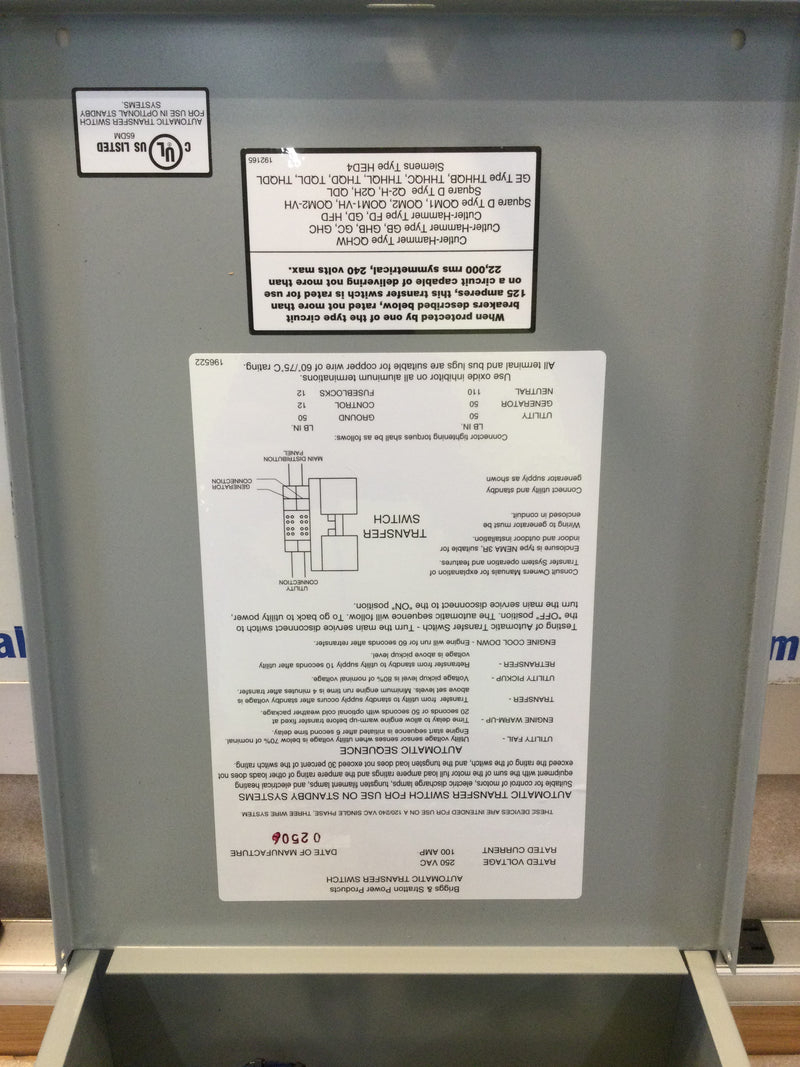 Briggs & Stratton Power Products
AUTOMATIC TRANSFER SWITCH
RATED VOLTAGE 250 VAC
RATED CURRENT 100 AMP DATE OF MANUFACTURE
0 2506
THESE DEVICES ARE INTENDED FOR USE ON A 120/240 VAC SINGLE PHASE, THREE WIRE SYSTEM
AUTOMATIC TRANSFER SWITCH FOR USE ON STANDBY SYSTEMS
Suitable for control of motors, electric discharge lamps, tungsten filament lamps, and electrical heating
equipment with the sum of the motor full load ampere ratings and the ampere rating of other loads does not
exceed the rating of the switch, and the tungsten load does not exceed 30 percent of the switch rating.
AUTOMATIC SEQUENCE
UTILITY - FAIL - Utility voltage sensor senses when utility voltage is below 70% of nominal.
Engine start sequence is initiated after 6 second time delay.
ENGINE WARM-UP - Time delay to allow engine warm-up before transfer fixed at
20 seconds or 50 seconds with optional cold weather package.
TRANSFER - Transfer from utility to standby supply occurs after standby voltage is
above set levels. Minimum engine run time is 4 minutes after transfer.
UTILITY PICKUP - Voltage pickup level is 80% of nominal voltage.
RETRANSFER - Retransfer from standby to utility supply 10 seconds after utility
voltage is above pickup level.
ENGINE COOL DOWN - Engine will run for 60 seconds after retransfer.
Testing of Automatic Transfer Switch - Turn the main service disconnect switch to
the "OFF" position. The automatic sequence will follow. To go back to utility power,
turn the main service disconnect to the "ON" position.
Consult Owners Manuals for explanation of
Transfer System operation and features.
Enclosure is type NEMA 3R, suitable for
indoor and outdoor installation.
Wiring to generator must be
enclosed in conduit.
Connect utility and standby
generator supply as shown
UTILITY
CONNECTION
TRANSFER
SWITCH
GENERATOR
CONNECTION
MAIN DISTRIBUTION
PANEL
Connector tightening torques shall be as follows:
LB IN. LB IN.
UTILITY 50 GROUND 50
GENERATOR 50 CONTROL 12
NEUTRAL 110 FUSEBLOCKS 12
Use oxide inhibitor on all aluminum terminations.
All terminal and bus lugs are suitable for copper wire of 60°/75°C rating. 196522
When protected by one of the type circuit
breakers described below, rated not more than
125 amperes, this transfer switch is rated for use
on a circuit capable of delivering not more than
22,000 rms symmetrical, 240 volts max.
Cutler-Hammer Type QCHW
Cutler-Hammer Type GB, GHB, GC, GHC
Cutler-Hammer Type FD, GD, HFD
Square D Type QOM1, QOM2, QOM1-VH, QOM2-VH
Square D Type Q2-H, Q2H, QDL
GE Type THHQB, THHQC, THHQL, THQD, TQDL, THQDL
Siemens Type HED4
192165
C UL US LISTED
65DM
AUTOMATIC TRANSFER SWITCH
FOR USE IN OPTIONAL STANDBY
SYSTEMS.
al
m